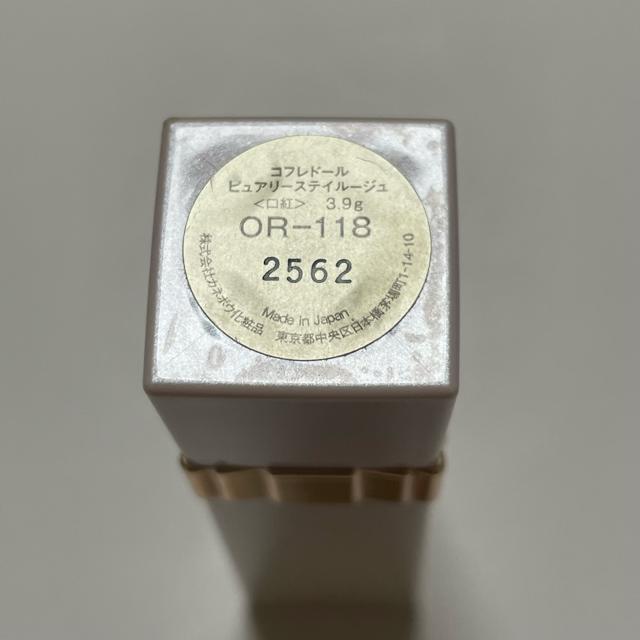 コフレドール
ピュアリーステイルージュ
<口紅> 3.9g
OR-118
2562
Made in Japan
株式会社カネボウ化粧品 東京都中央区日本橋茅場町1-14-10